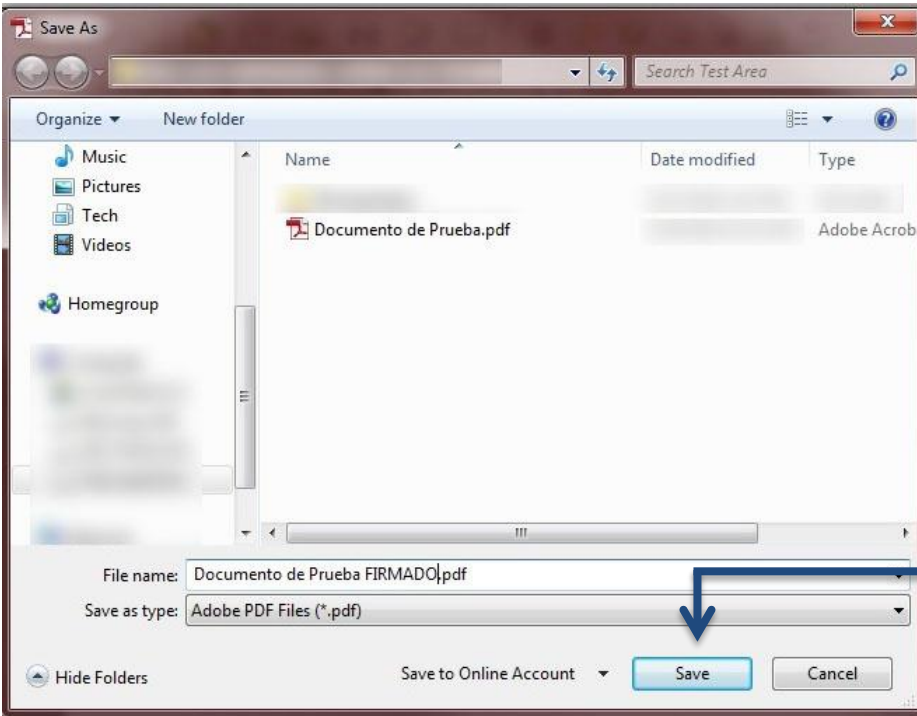 Save As
Search Test Area
Organize New folder
Music
Pictures
Tech
Videos
Homegroup
Name Date modified Type
Documento de Prueba.pdf Adobe Acrob
File name: Documento de Prueba FIRMADO.pdf
Save as type: Adobe PDF Files (*.pdf)
Hide Folders Save to Online Account Save Cancel